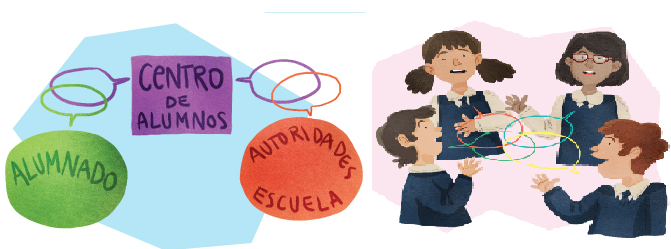 CENTRO
DE
ALUMNOS
ALUMNADO
AUTORIDADES
ESCUELA